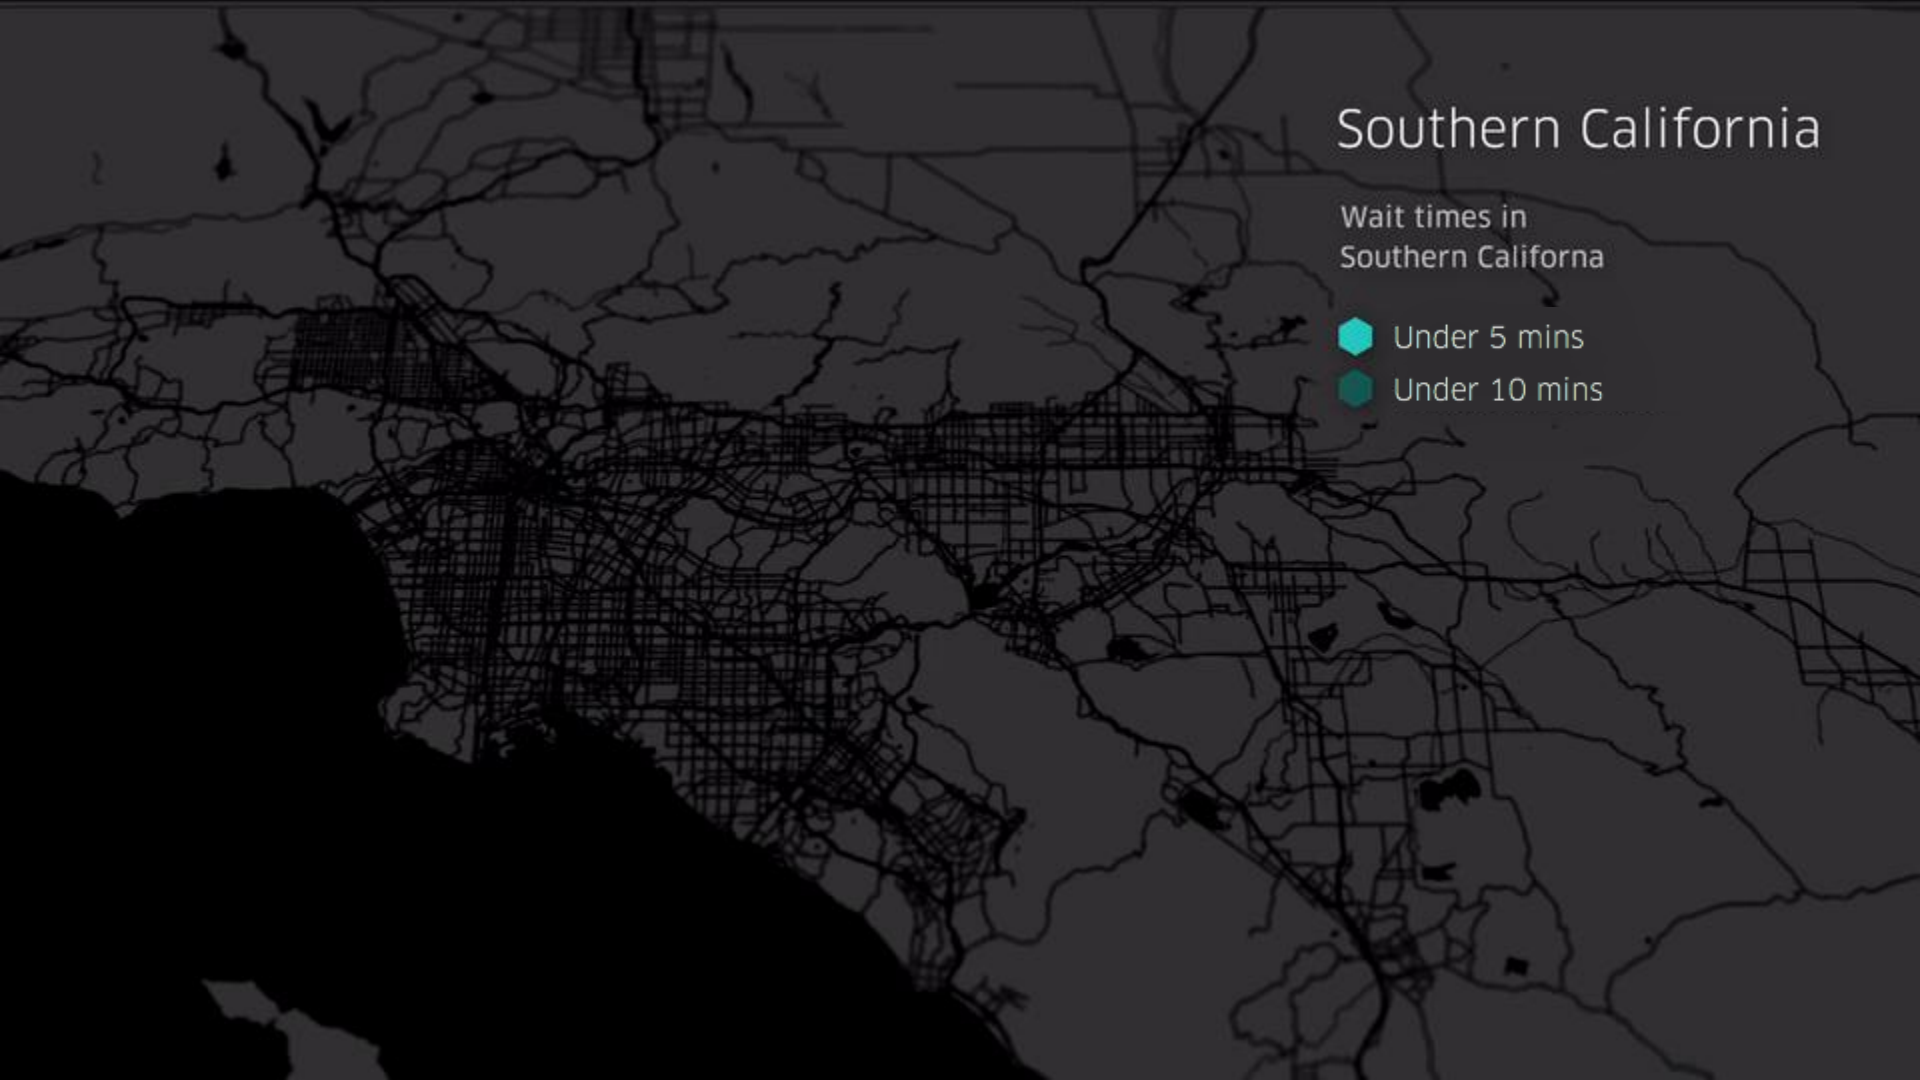 Southern California
Wait times in
Southern Californa
Under 5 mins
Under 10 mins